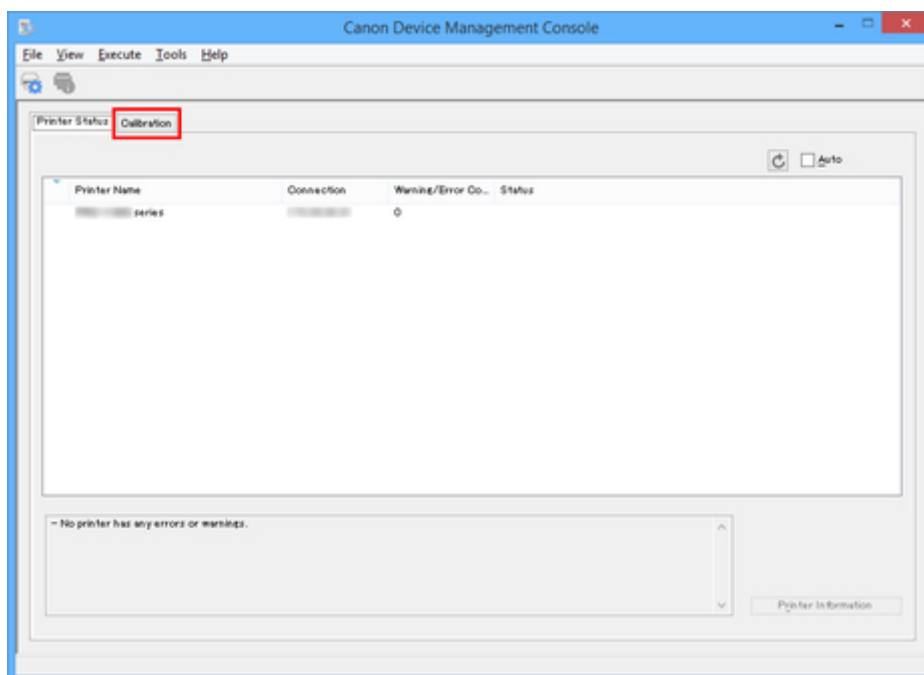 Canon Device Management Console
File View Execute Tools Help
Printer Status Calibration
Auto
Printer Name Connection Warning/Error Co... Status
series 0
- No printer has any errors or warnings.
Printer Information